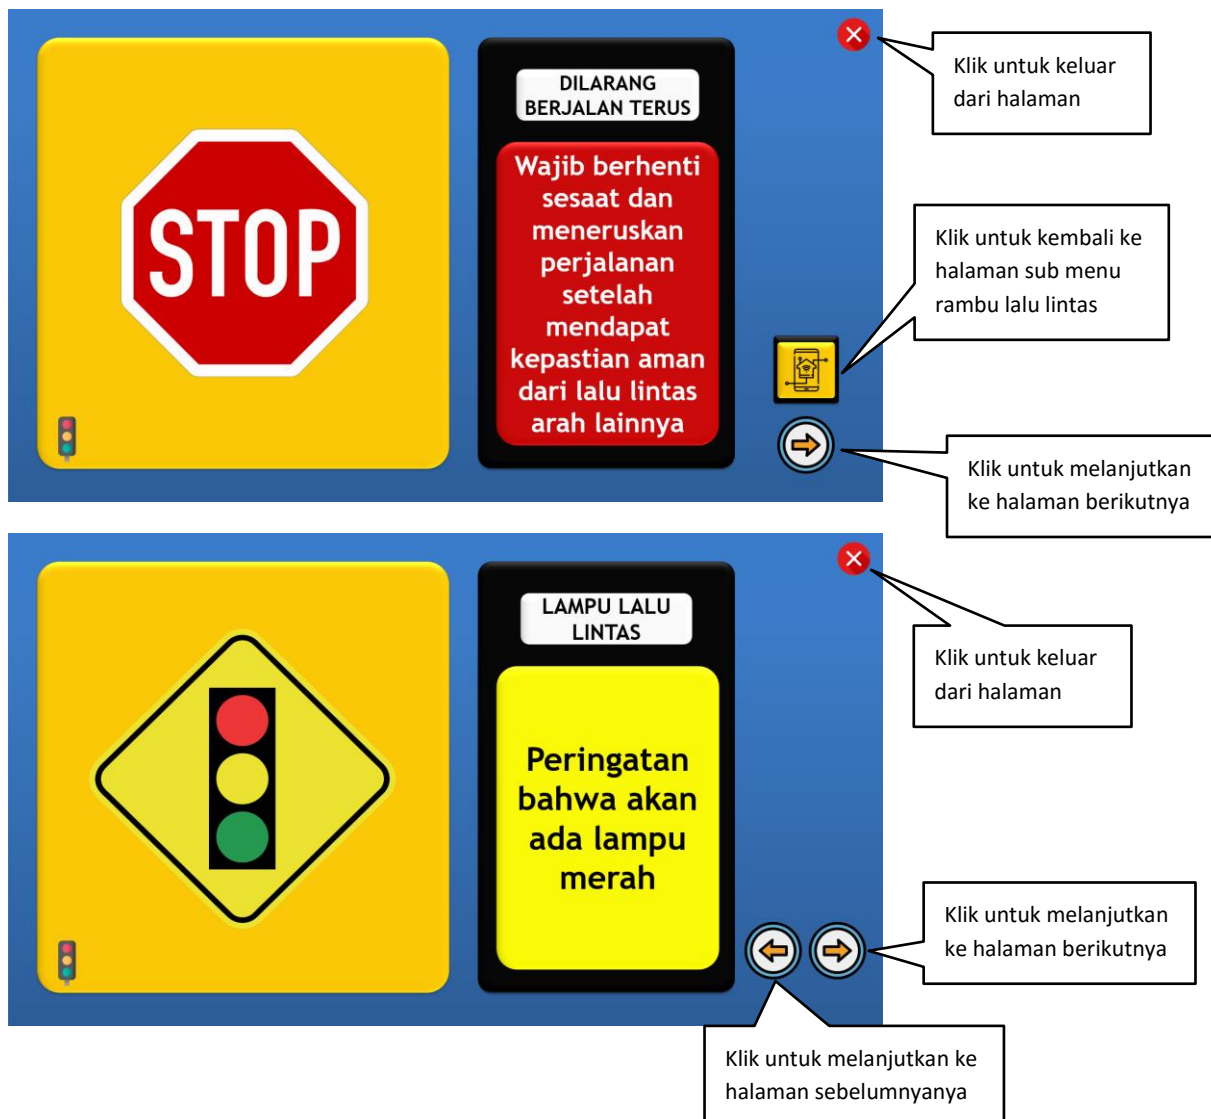 STOP
DILARANG
BERJALAN TERUS
Wajib berhenti
sesaat dan
meneruskan
perjalanan
setelah
mendapat
kepastian aman
dari lalu lintas
arah lainnya
Klik untuk keluar
dari halaman
Klik untuk kembali ke
halaman sub menu
rambu lalu lintas
Klik untuk melanjutkan
ke halaman berikutnya
LAMPU LALU
LINTAS
Peringatan
bahwa akan
ada lampu
merah
Klik untuk keluar
dari halaman
Klik untuk melanjutkan
ke halaman berikutnya
Klik untuk melanjutkan ke
halaman sebelumnyanya